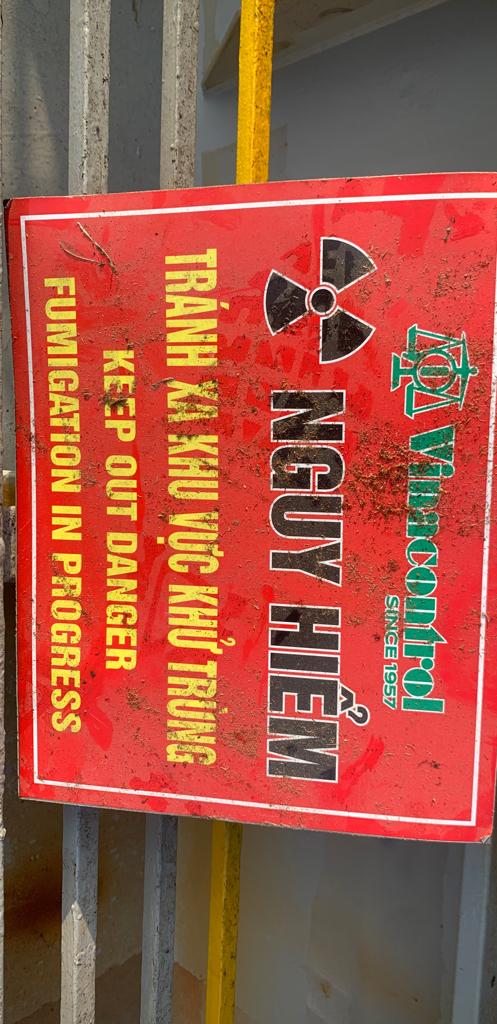 Vinacontrol
SINCE 1957
NGUY HIỂM
TRÁNH XA KHU VỰC KHỬ TRÙNG
KEEP OUT DANGER
FUMIGATION IN PROGRESS